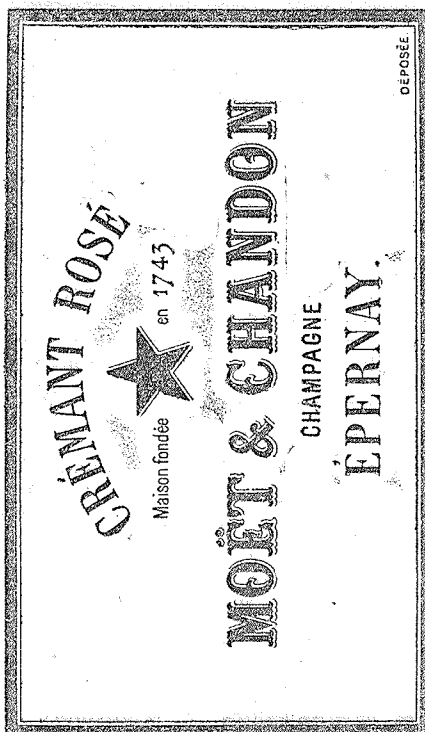 CRÉMANT ROSÉ
Maison fondée en 1743
MOËT & CHANDON
CHAMPAGNE
ÉPERNAY.
DÉPOSÉE